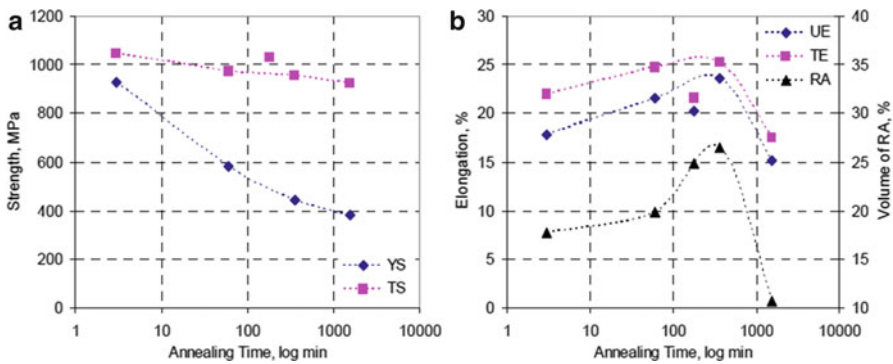 a
1200
1000
800
600
400
200
0
Strength, MPa
YS
TS
1
10
100
1000
10000
Annealing Time, log min
b
30%
25%
20%
15%
10%
5%
0%
Elongation, %
UE
TE
RA
40
35
30
25
20
15
10
Volume of RA, %
1
10
100
1000
10000
Annealing Time, log min